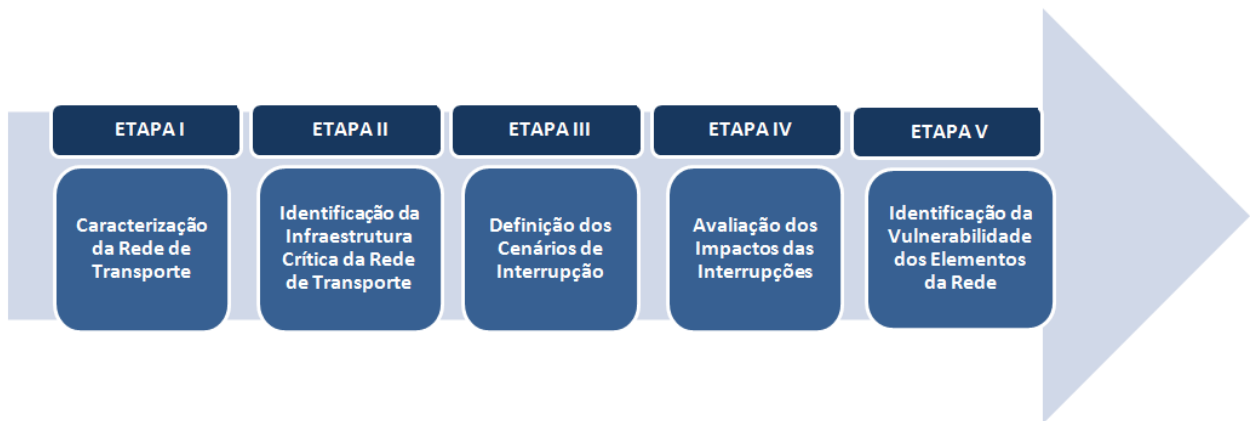 ETAPA I
Caracterização
da Rede de
Transporte
ETAPA II
Identificação da
Infraestrutura
Crítica da Rede
de Transporte
ETAPA III
Definição dos
Cenários de
Interrupção
ETAPA IV
Avaliação dos
Impactos das
Interrupções
ETAPA V
Identificação da
Vulnerabilidade
dos Elementos
da Rede